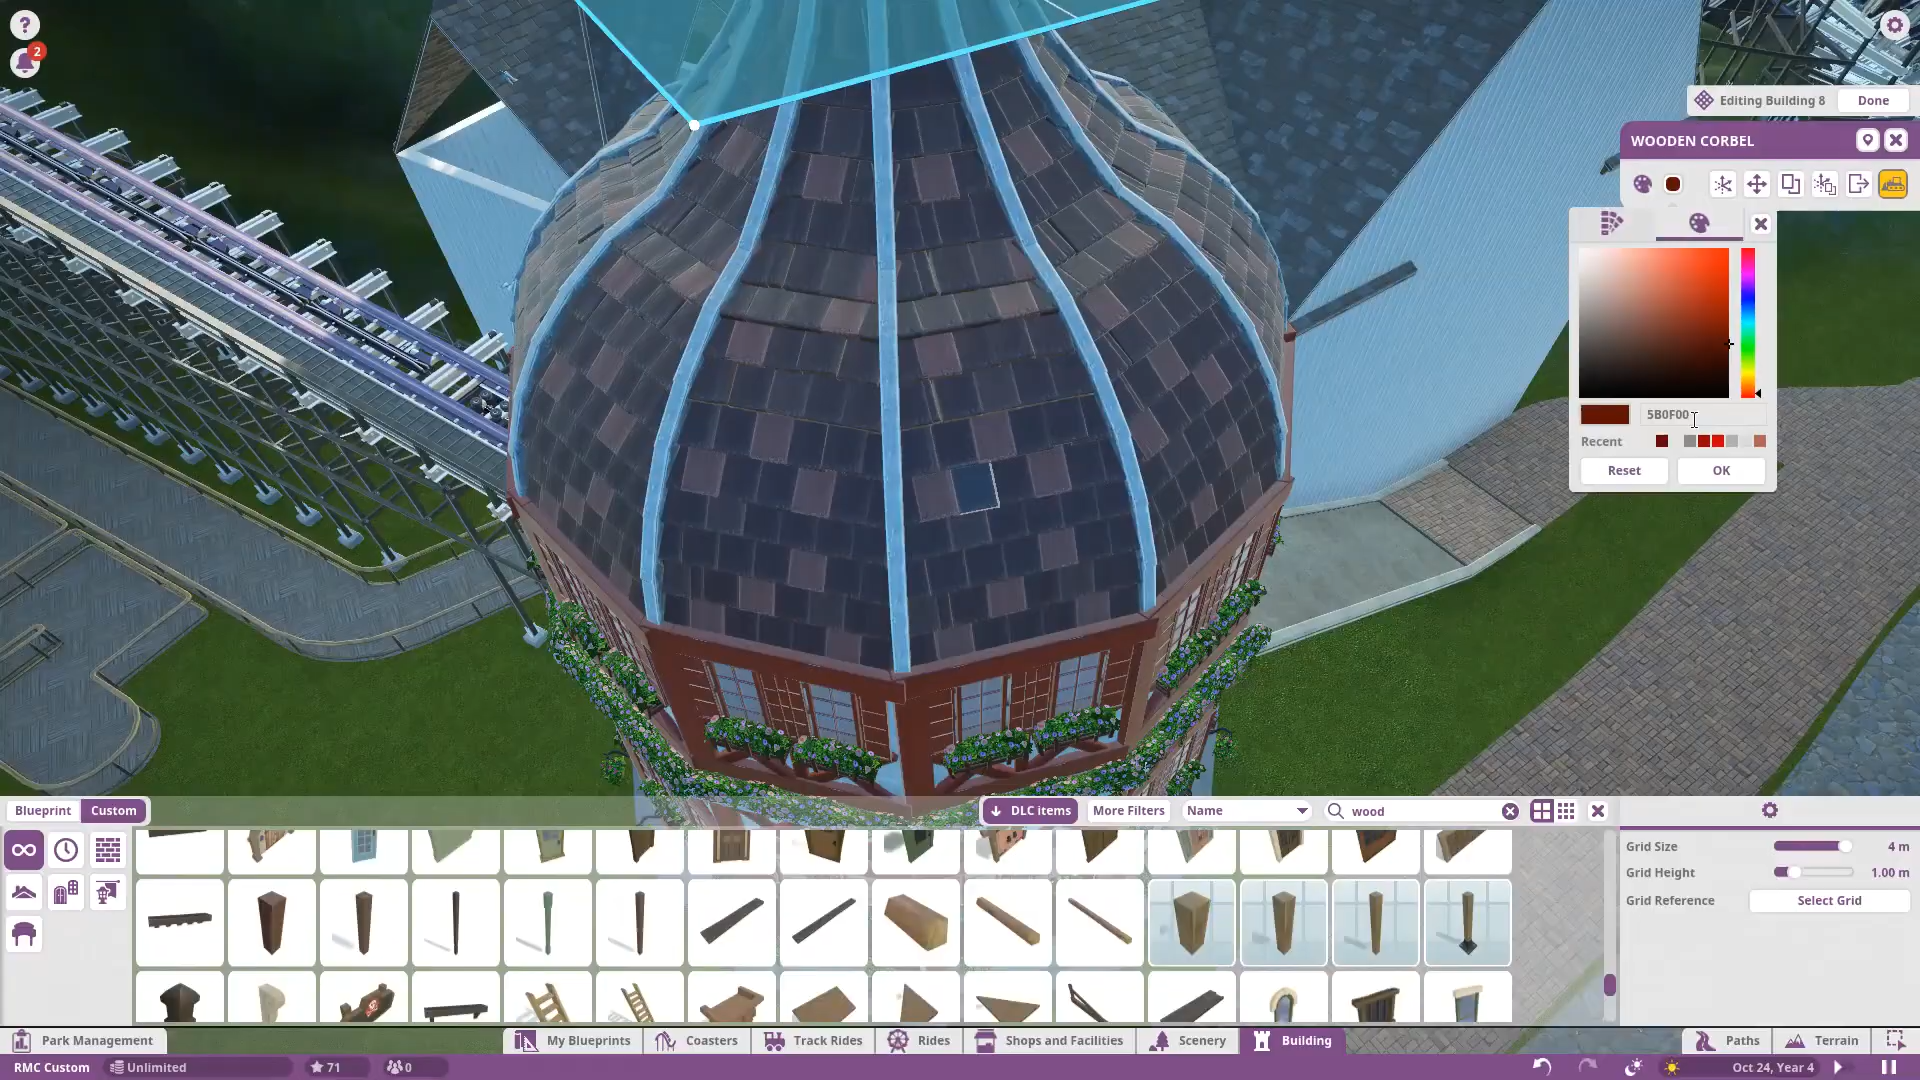 2
Editing Building 8
Done
WOODEN CORBEL
5B0F00
Recent
Reset
OK
Blueprint
Custom
DLC items
More Filters
Name
wood
Grid Size
4 m
Grid Height
1.00 m
Grid Reference
Select Grid
Park Management
My Blueprints
Coasters
Track Rides
Rides
Shops and Facilities
Scenery
Building
Paths
Terrain
RMC Custom
Unlimited
71
0
Oct 24, Year 4